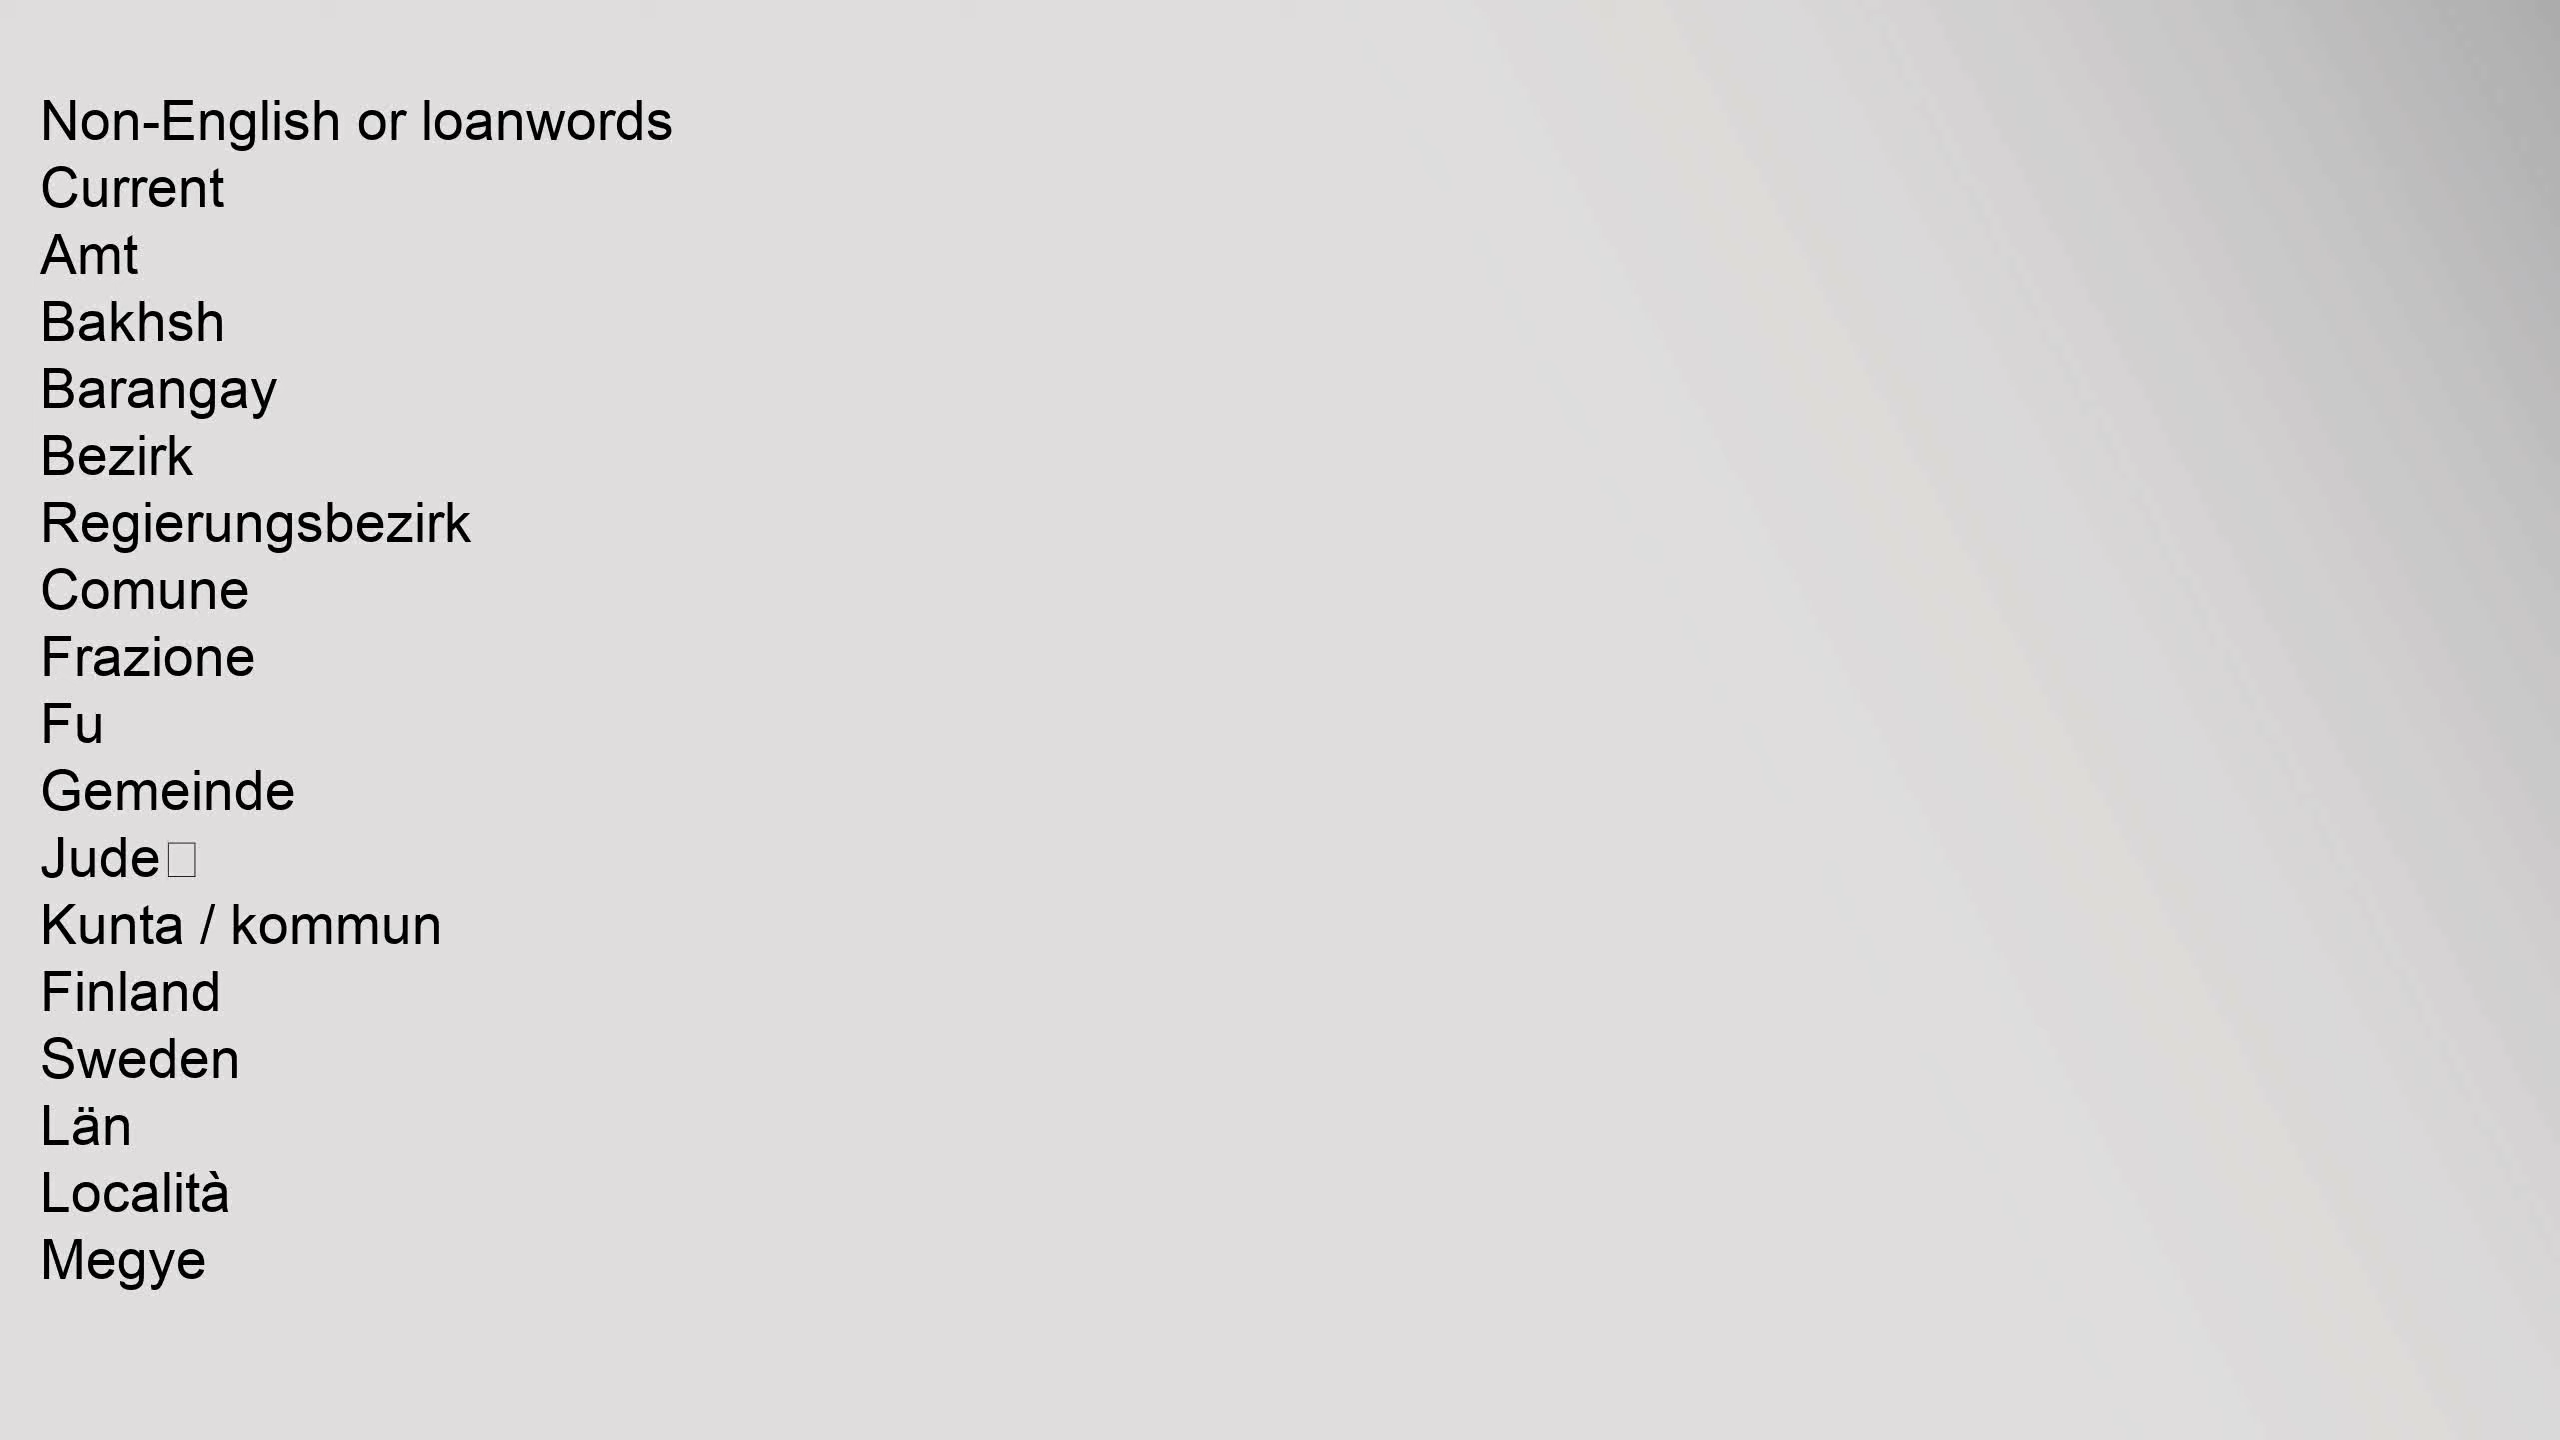 Non-English or loanwords
Current
Amt
Bakhsh
Barangay
Bezirk
Regierungsbezirk
Comune
Frazione
Fu
Gemeinde
Jude□
Kunta / kommun
Finland
Sweden
Län
Località
Megye